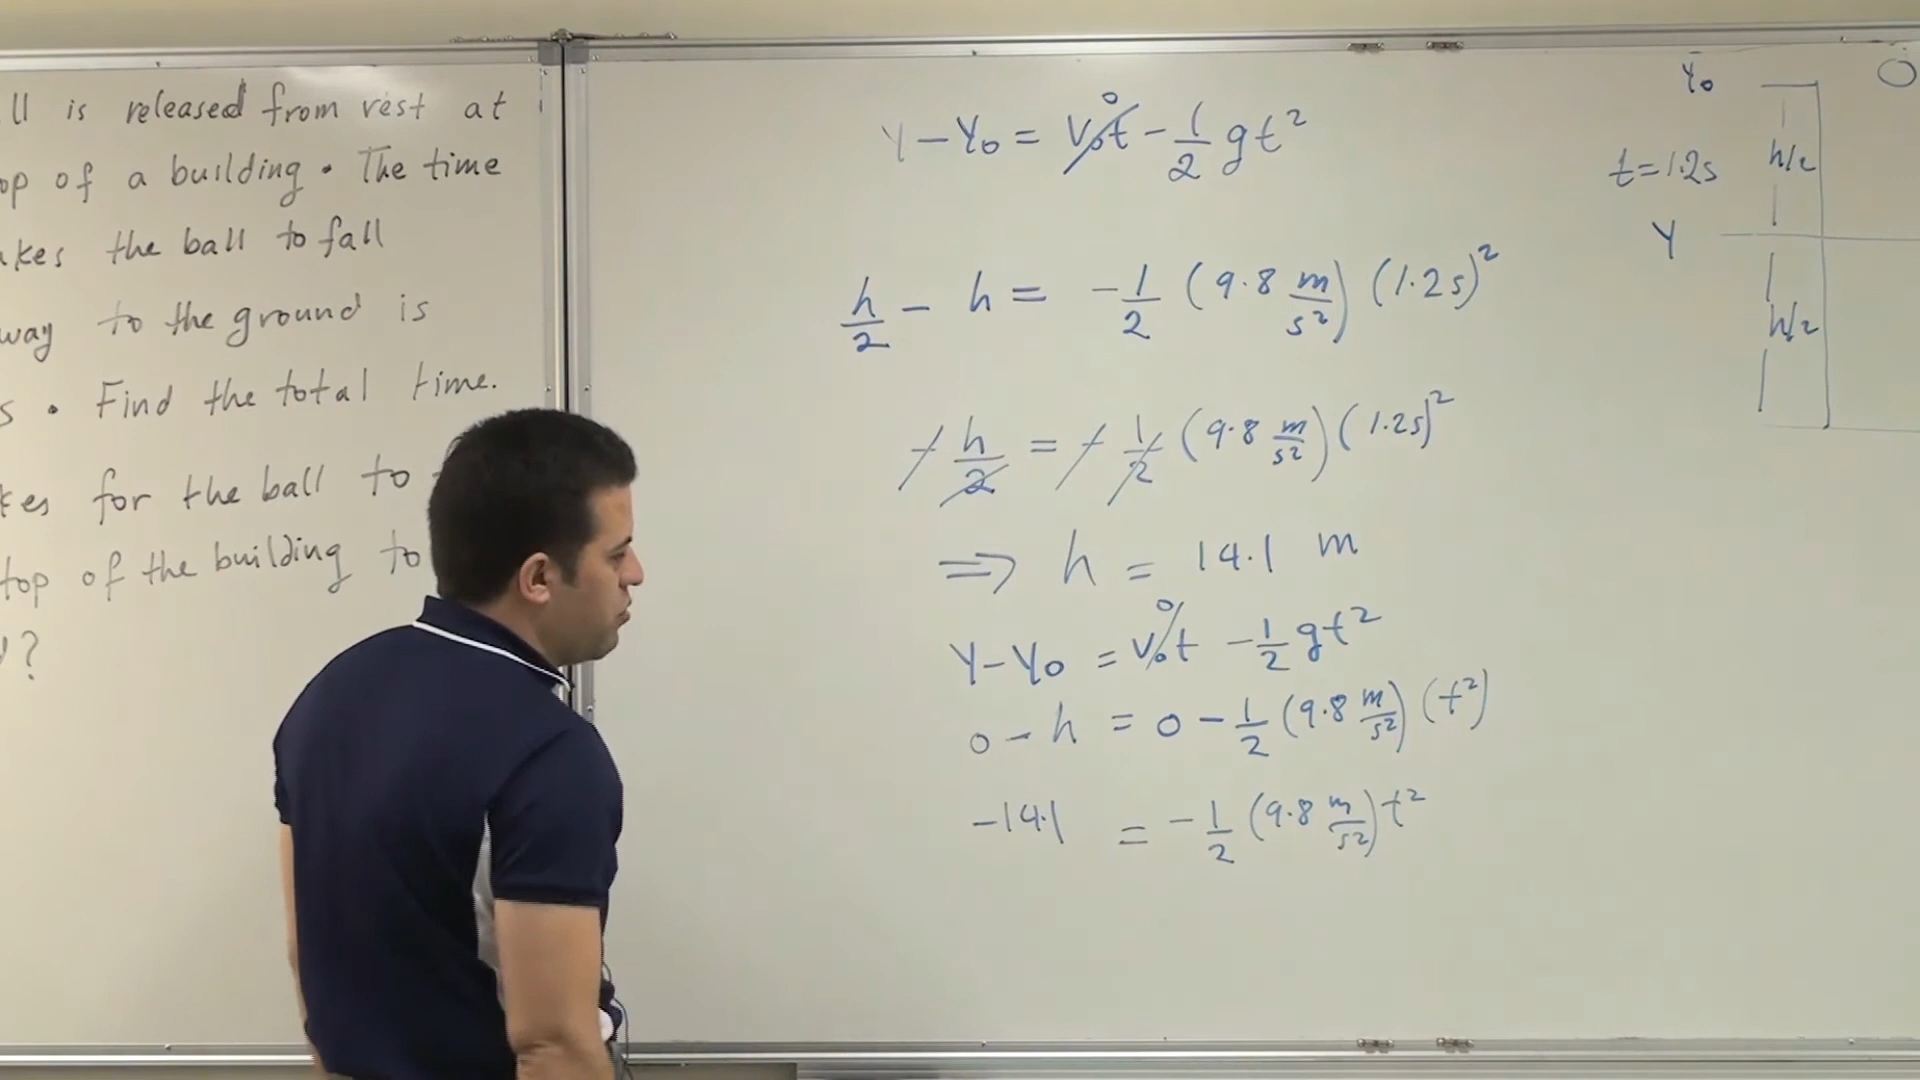 ll is released from rest at
op of a building. The time
akes the ball to fall
way to the ground is
s. Find the total time.
kes for the ball to
top of the building to
?
Y - Y₀ = v₀t⁰ - 1/2 gt²
h/2 - h = -1/2 (9.8 m/s²) (1.2s)²
- h/2 = - 1/2 (9.8 m/s²) (1.2s)²
⇒ h = 14.1 m
Y - Y₀ = v₀t⁰ - 1/2 gt²
0 - h = 0 - 1/2 (9.8 m/s²) (t²)
-14.1 = - 1/2 (9.8 m/s²) t²
Y₀
h/2
t=1.2s
Y
h/2